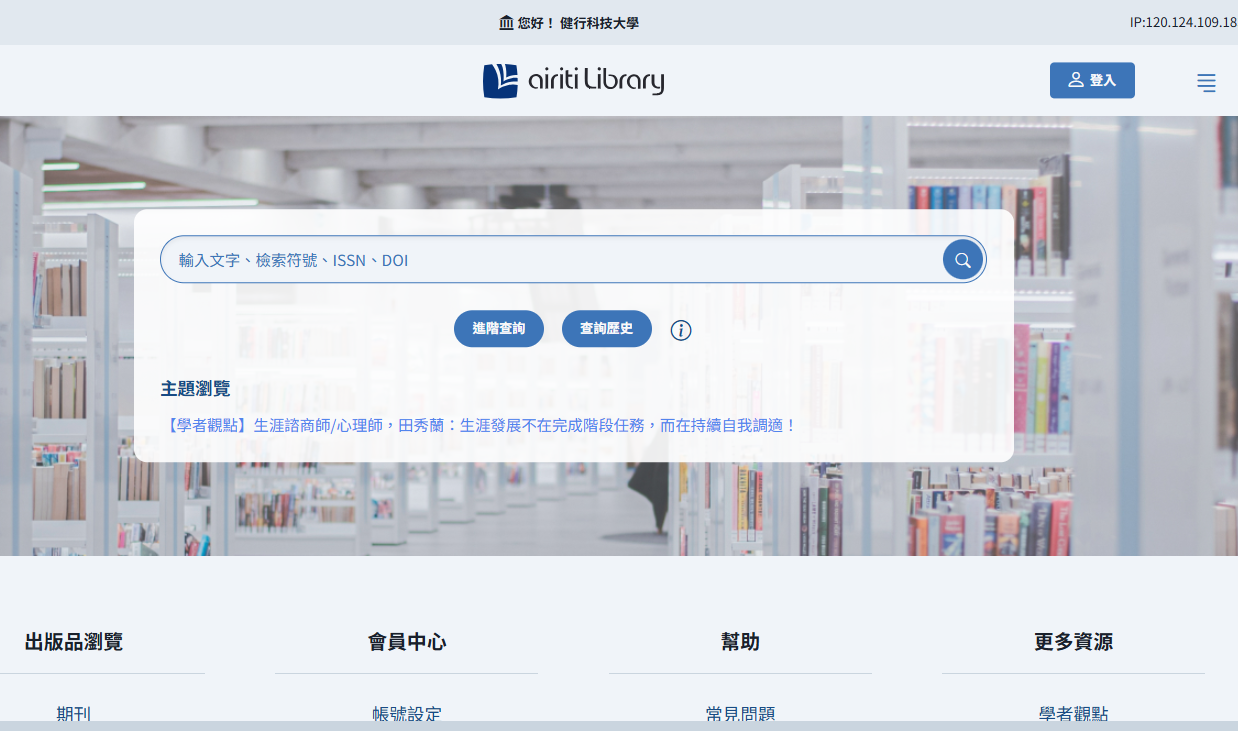 您好！ 健行科技大學
IP:120.124.109.18
airiti Library
登入
輸入文字、檢索符號、ISSN、DOI
進階查詢 查詢歷史
主題瀏覽
【學者觀點】生涯諮商師/心理師，田秀蘭：生涯發展不在完成階段任務，而在持續自我調適！
出版品瀏覽 會員中心 幫助 更多資源
期刊 帳號設定 常見問題 學者觀點